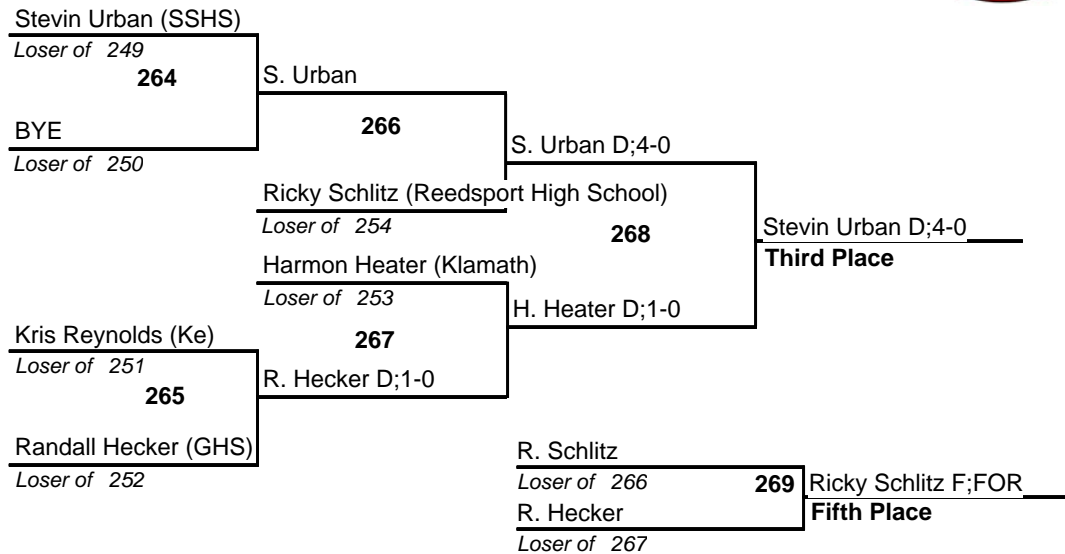 Stevin Urban (SSHS)
Loser of 249
264
S. Urban
BYE
266
Loser of 250
S. Urban D;4-0
Ricky Schlitz (Reedsport High School)
Loser of 254
268
Stevin Urban D;4-0
Third Place
Harmon Heater (Klamath)
Loser of 253
H. Heater D;1-0
Kris Reynolds (Ke)
267
Loser of 251
R. Hecker D;1-0
265
Randall Hecker (GHS)
Loser of 252
R. Schlitz
Loser of 266
269
Ricky Schlitz F;FOR
R. Hecker
Fifth Place
Loser of 267